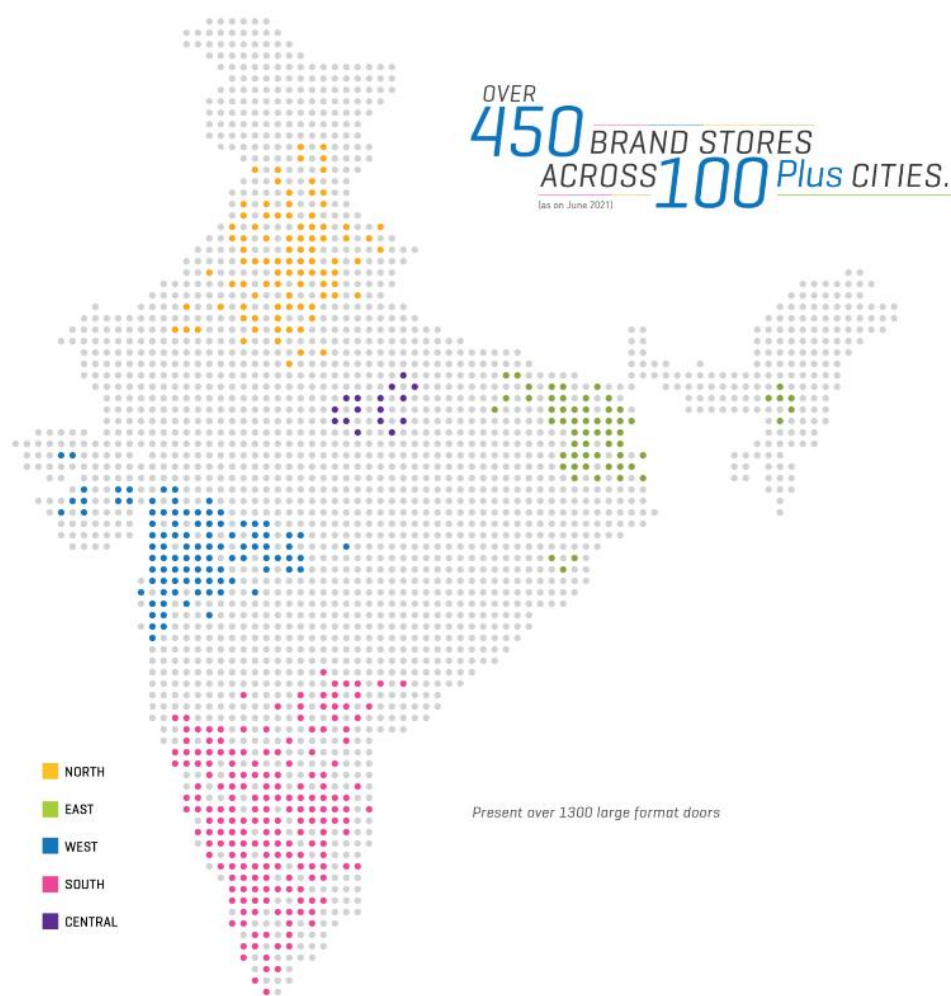 OVER
450 BRAND STORES
ACROSS 100 Plus CITIES.
(as on June 2021)
NORTH
EAST
WEST
SOUTH
CENTRAL
Present over 1300 large format doors